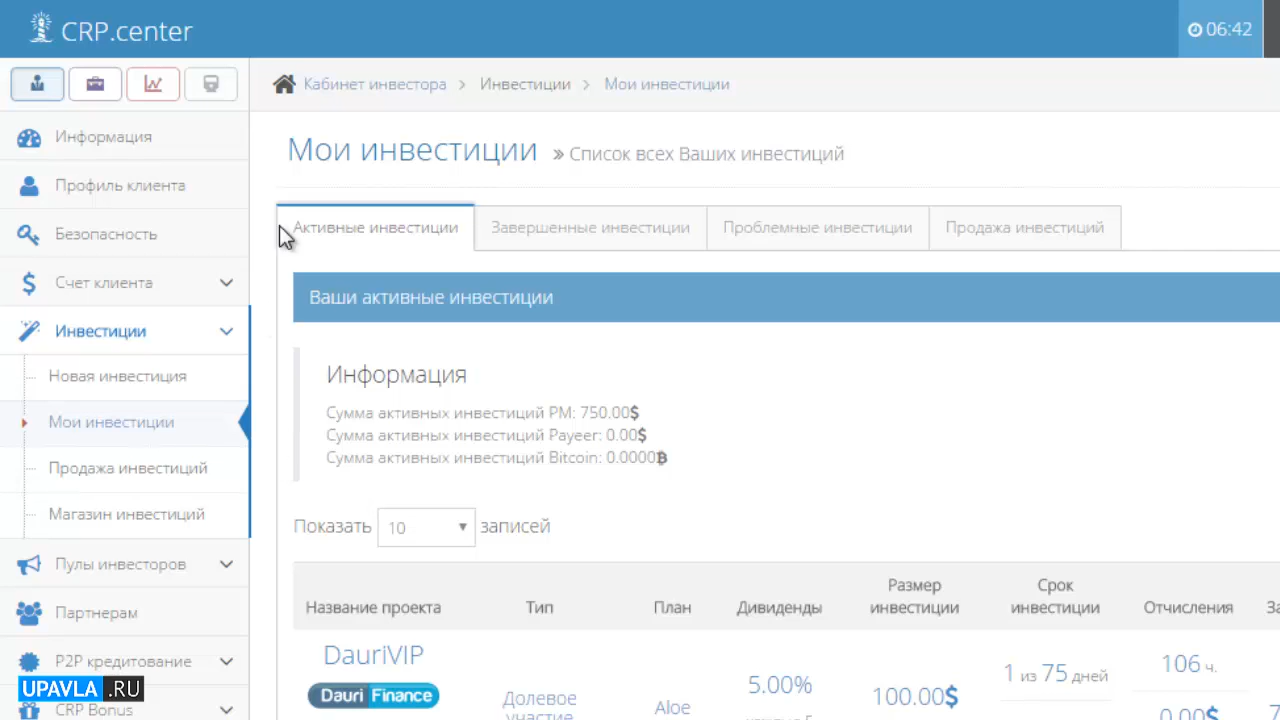 CRP.center
06:42
Кабинет инвестора > Инвестиции > Мои инвестиции
Информация
Профиль клиента
Безопасность
Счет клиента
Инвестиции
Новая инвестиция
Мои инвестиции
Продажа инвестиций
Магазин инвестиций
Пулы инвесторов
Партнерам
P2P кредитование
CRP Bonus
UPAVLA.RU
Мои инвестиции » Список всех Ваших инвестиций
Активные инвестиции Завершенные инвестиции Проблемные инвестиции Продажа инвестиций
Ваши активные инвестиции
Информация
Сумма активных инвестиций PM: 750.00$
Сумма активных инвестиций Payeer: 0.00$
Сумма активных инвестиций Bitcoin: 0.0000฿
Показать 10 записей
Название проекта Тип План Дивиденды Размер инвестиции Срок инвестиции Отчисления
DauriVIP
Dauri Finance
Долевое
участие
Aloe
5.00%
100.00$
1 из 75 дней
106 ч.
0.00$